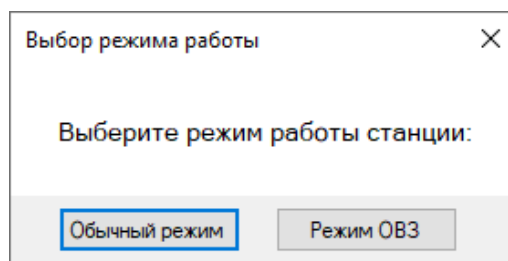 Выбор режима работы
Выберите режим работы станции:
Обычный режим
Режим ОВЗ